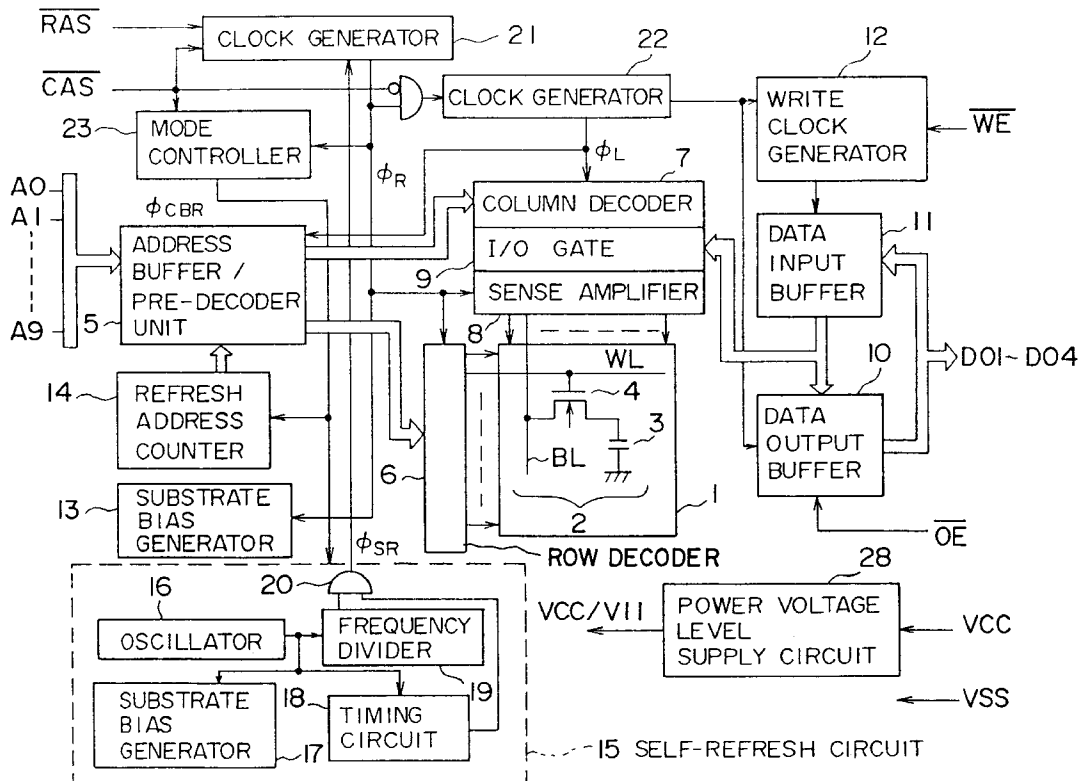 R̅A̅S̅
CLOCK GENERATOR
21
C̅A̅S̅
22
CLOCK GENERATOR
12
WRITE
CLOCK
GENERATOR
W̅E̅
23
MODE
CONTROLLER
ϕR
ϕL
7
A0
A1
A9
ϕCBR
ADDRESS
BUFFER /
PRE-DECODER
UNIT
5
COLUMN DECODER
I/O GATE
9
SENSE AMPLIFIER
8
11
DATA
INPUT
BUFFER
DO1~DO4
14
REFRESH
ADDRESS
COUNTER
WL
4
3
BL
2
1
6
ROW DECODER
10
DATA
OUTPUT
BUFFER
O̅E̅
13
SUBSTRATE
BIAS
GENERATOR
ϕSR
20
16
OSCILLATOR
FREQUENCY
DIVIDER
19
SUBSTRATE
BIAS
GENERATOR
17
18
TIMING
CIRCUIT
15 SELF-REFRESH CIRCUIT
28
VCC/VII
POWER VOLTAGE
LEVEL
SUPPLY CIRCUIT
VCC
VSS